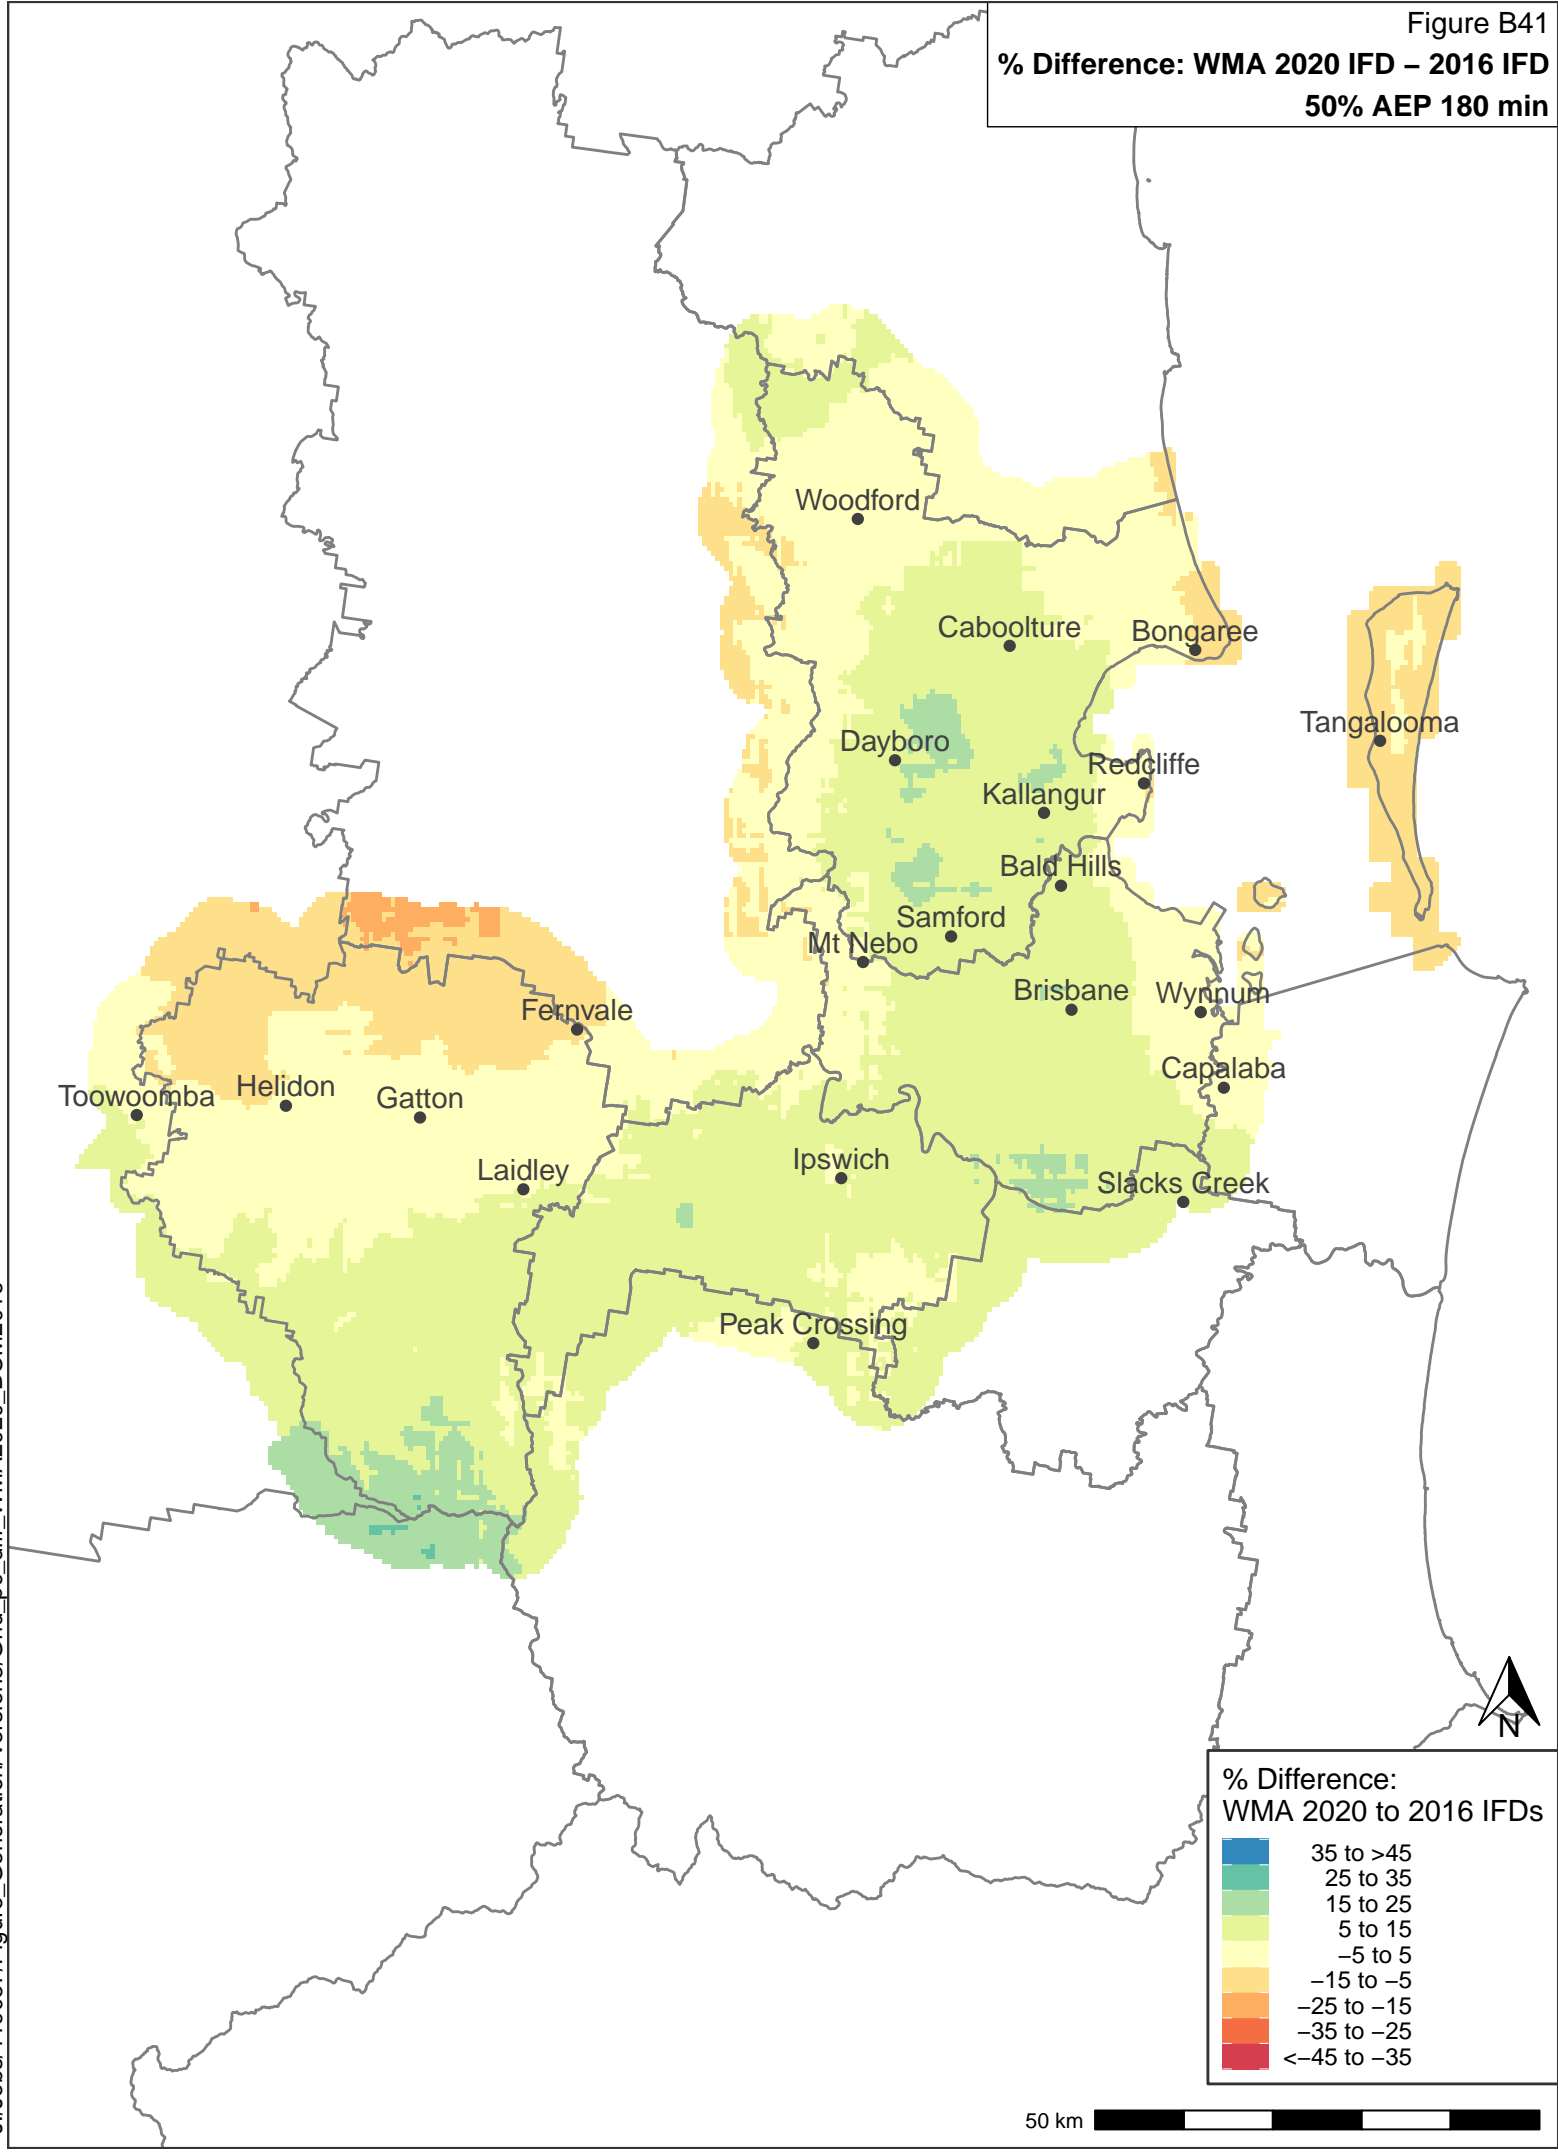 Figure B41
% Difference: WMA 2020 IFD – 2016 IFD
50% AEP 180 min
Woodford
Caboolture
Bongaree
Tangalooma
Dayboro
Redcliffe
Kallangur
Bald Hills
Samford
Mt Nebo
Brisbane
Wynnum
Fernvale
Capalaba
Toowoomba
Helidon
Gatton
Ipswich
Laidley
Slacks Creek
Peak Crossing
N
% Difference:
WMA 2020 to 2016 IFDs
35 to >45
25 to 35
15 to 25
5 to 15
−5 to 5
−15 to −5
−25 to −15
−35 to −25
<−45 to −35
50 km